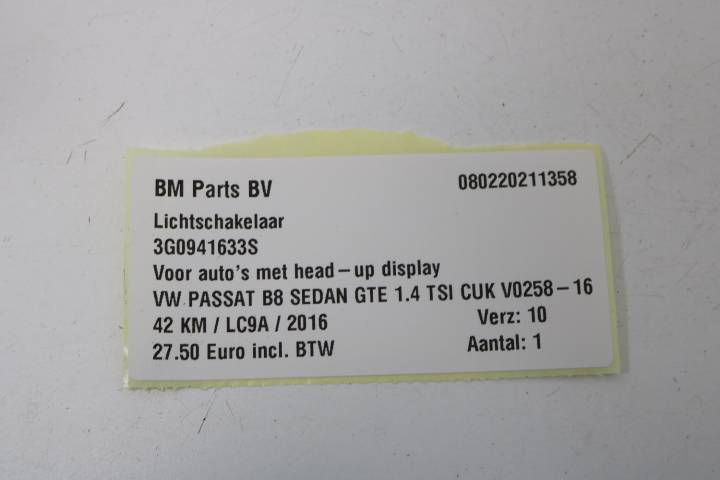 BM Parts BV 080220211358
Lichtschakelaar
3G0941633S
Voor auto's met head-up display
VW PASSAT B8 SEDAN GTE 1.4 TSI CUK V0258-16
42 KM / LC9A / 2016 Verz: 10
27.50 Euro incl. BTW Aantal: 1